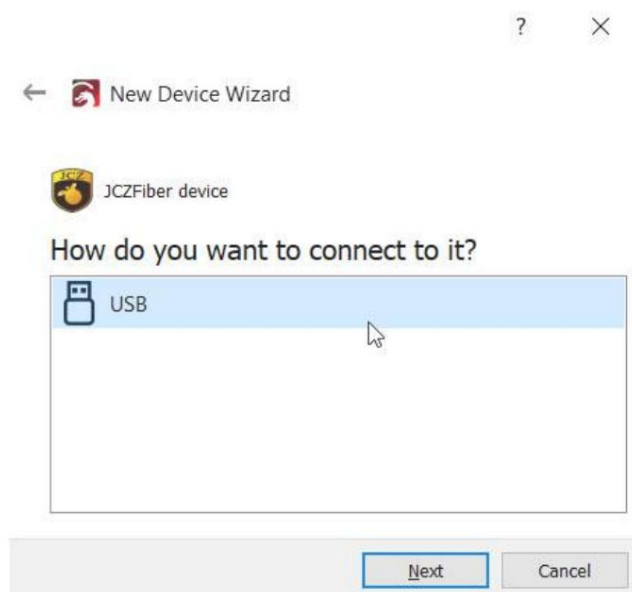 ?
New Device Wizard
JCZ
JCZFiber device
How do you want to connect to it?
USB
Next
Cancel